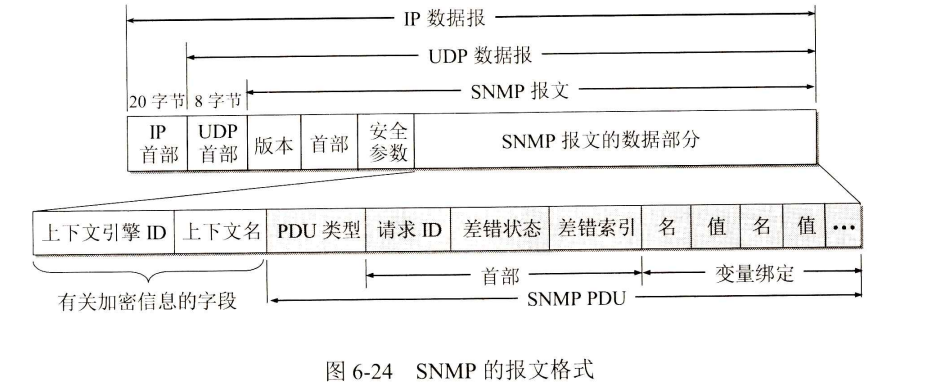 IP 数据报
UDP 数据报
20 字节 8 字节 SNMP 报文
IP 首部 UDP 首部 版本 首部 安全参数 SNMP 报文的数据部分
上下文引擎 ID 上下文名 PDU 类型 请求 ID 差错状态 差错索引 名 值 名 值 •••
首部 变量绑定
有关加密信息的字段 SNMP PDU
图 6-24 SNMP 的报文格式